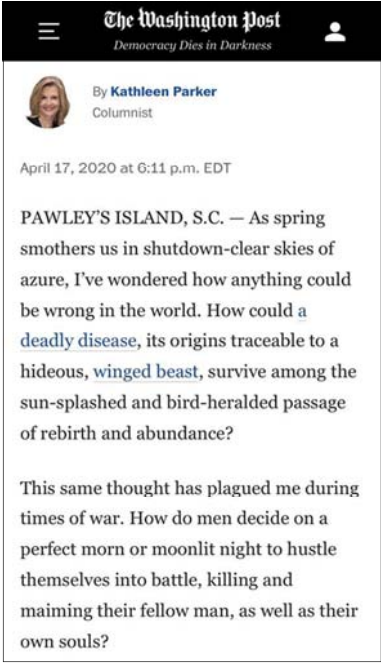 The Washington Post
Democracy Dies in Darkness
By Kathleen Parker
Columnist
April 17, 2020 at 6:11 p.m. EDT
PAWLEY’S ISLAND, S.C. — As spring
smothers us in shutdown-clear skies of
azure, I’ve wondered how anything could
be wrong in the world. How could a
deadly disease, its origins traceable to a
hideous, winged beast, survive among the
sun-splashed and bird-heralded passage
of rebirth and abundance?
This same thought has plagued me during
times of war. How do men decide on a
perfect morn or moonlit night to hustle
themselves into battle, killing and
maiming their fellow man, as well as their
own souls?